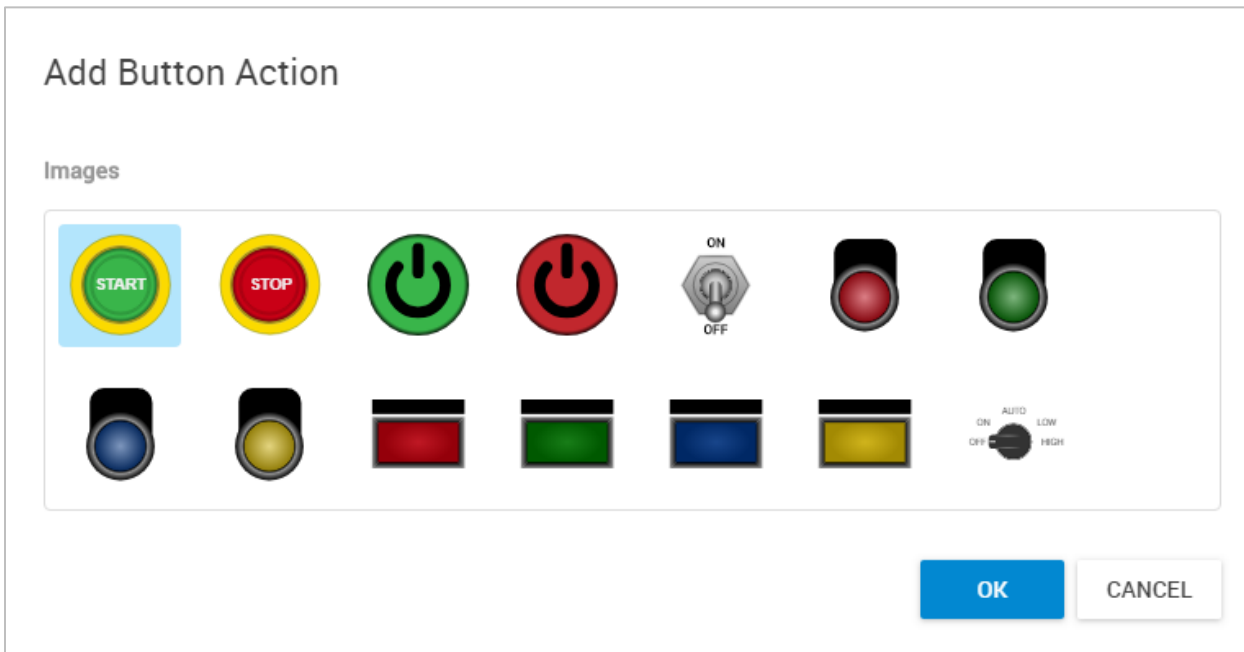 Add Button Action
Images
START
STOP
ON
OFF
AUTO
ON
LOW
OFF
HIGH
OK
CANCEL